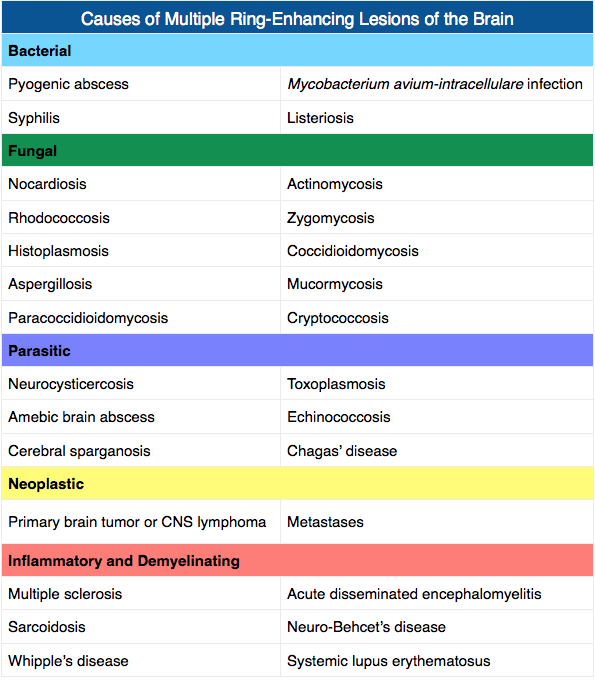 Causes of Multiple Ring-Enhancing Lesions of the Brain
Bacterial
Pyogenic abscess Mycobacterium avium-intracellulare infection
Syphilis Listeriosis
Fungal
Nocardiosis Actinomycosis
Rhodococcosis Zygomycosis
Histoplasmosis Coccidioidomycosis
Aspergillosis Mucormycosis
Paracoccidioidomycosis Cryptococcosis
Parasitic
Neurocysticercosis Toxoplasmosis
Amebic brain abscess Echinococcosis
Cerebral sparganosis Chagas’ disease
Neoplastic
Primary brain tumor or CNS lymphoma Metastases
Inflammatory and Demyelinating
Multiple sclerosis Acute disseminated encephalomyelitis
Sarcoidosis Neuro-Behcet’s disease
Whipple’s disease Systemic lupus erythematosus